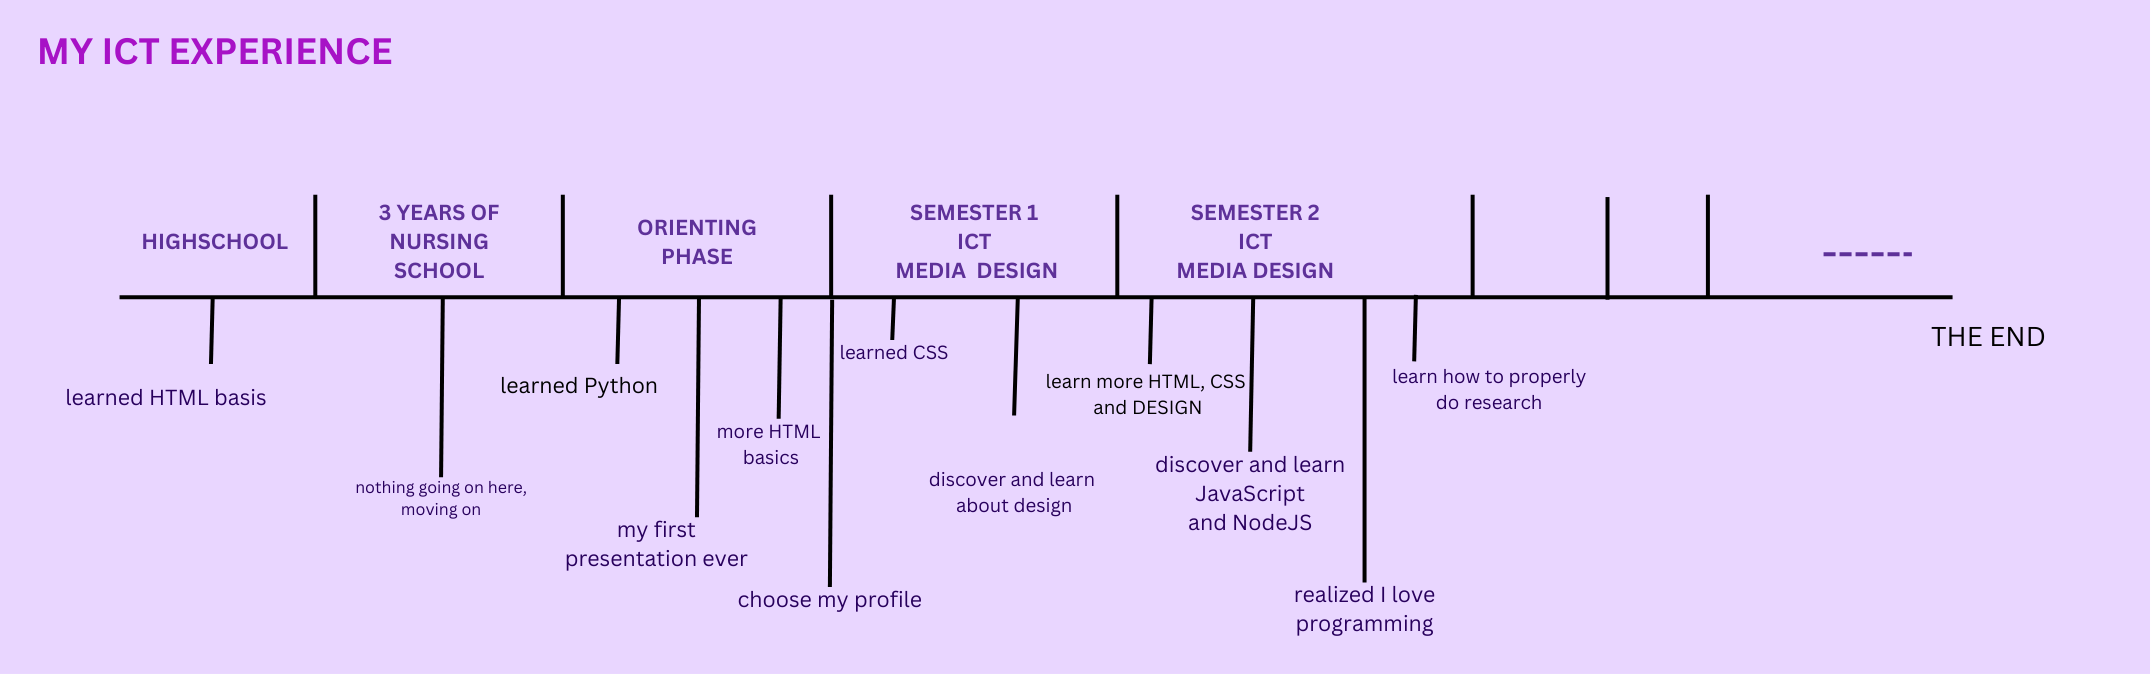 MY ICT EXPERIENCE
HIGHSCHOOL
3 YEARS OF
NURSING
SCHOOL
ORIENTING
PHASE
SEMESTER 1
ICT
MEDIA DESIGN
SEMESTER 2
ICT
MEDIA DESIGN
------
THE END
learned HTML basis
nothing going on here,
moving on
learned Python
my first
presentation ever
more HTML
basics
choose my profile
learned CSS
discover and learn
about design
learn more HTML, CSS
and DESIGN
discover and learn
JavaScript
and NodeJS
realized I love
programming
learn how to properly
do research